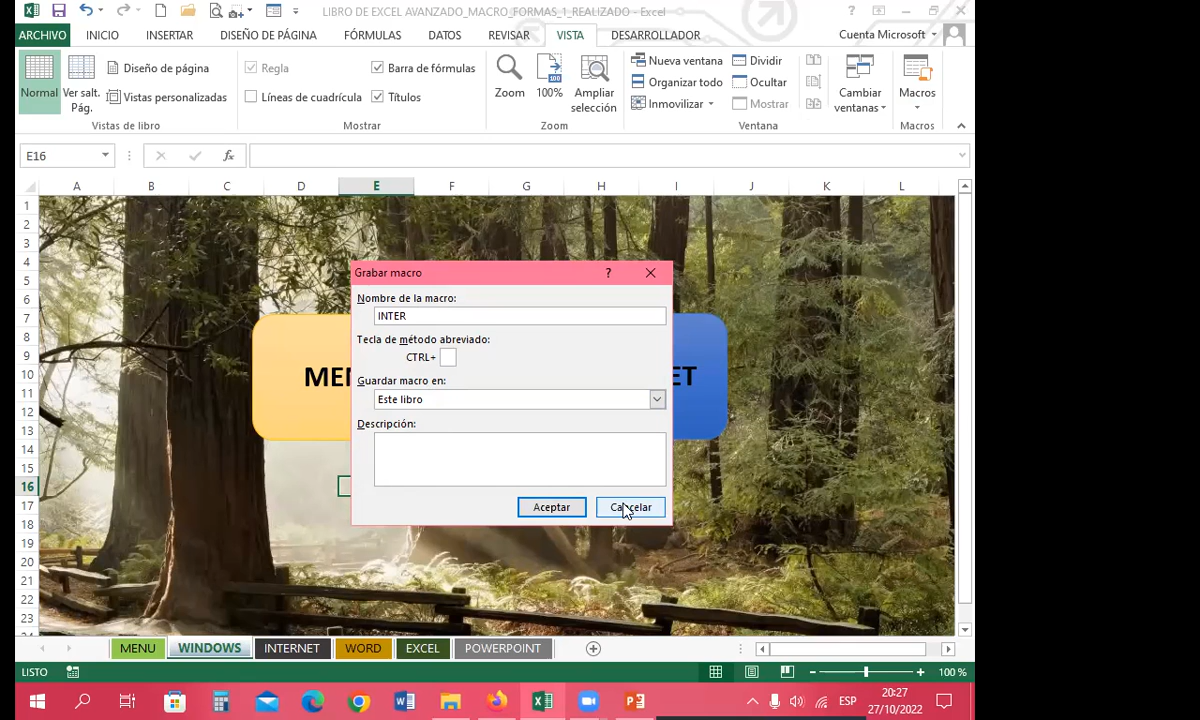 LIBRO DE EXCEL AVANZADO_MACRO_FORMAS_1_REALIZADO - Excel
ARCHIVO INICIO INSERTAR DISEÑO DE PÁGINA FÓRMULAS DATOS REVISAR VISTA DESARROLLADOR Cuenta Microsoft
Normal
Ver salt. Pág.
Diseño de página
Vistas personalizadas
Vistas de libro
Regla
Barra de fórmulas
Líneas de cuadrícula
Títulos
Mostrar
Zoom
100%
Ampliar selección
Zoom
Nueva ventana
Organizar todo
Inmovilizar
Dividir
Ocultar
Mostrar
Cambiar ventanas
Ventana
Macros
Macros
E16
A B C D E F G H I J K L
1
2
3
4
5
6
7
8
9
10
11
12
13
14
15
16
17
18
19
20
21
22
23
Grabar macro ?
Nombre de la macro:
INTER
Tecla de método abreviado:
CTRL+
Guardar macro en:
Este libro
Descripción:
Aceptar Cancelar
MEN
ET
MENU WINDOWS INTERNET WORD EXCEL POWERPOINT
LISTO 100 %
ESP
20:27
27/10/2022